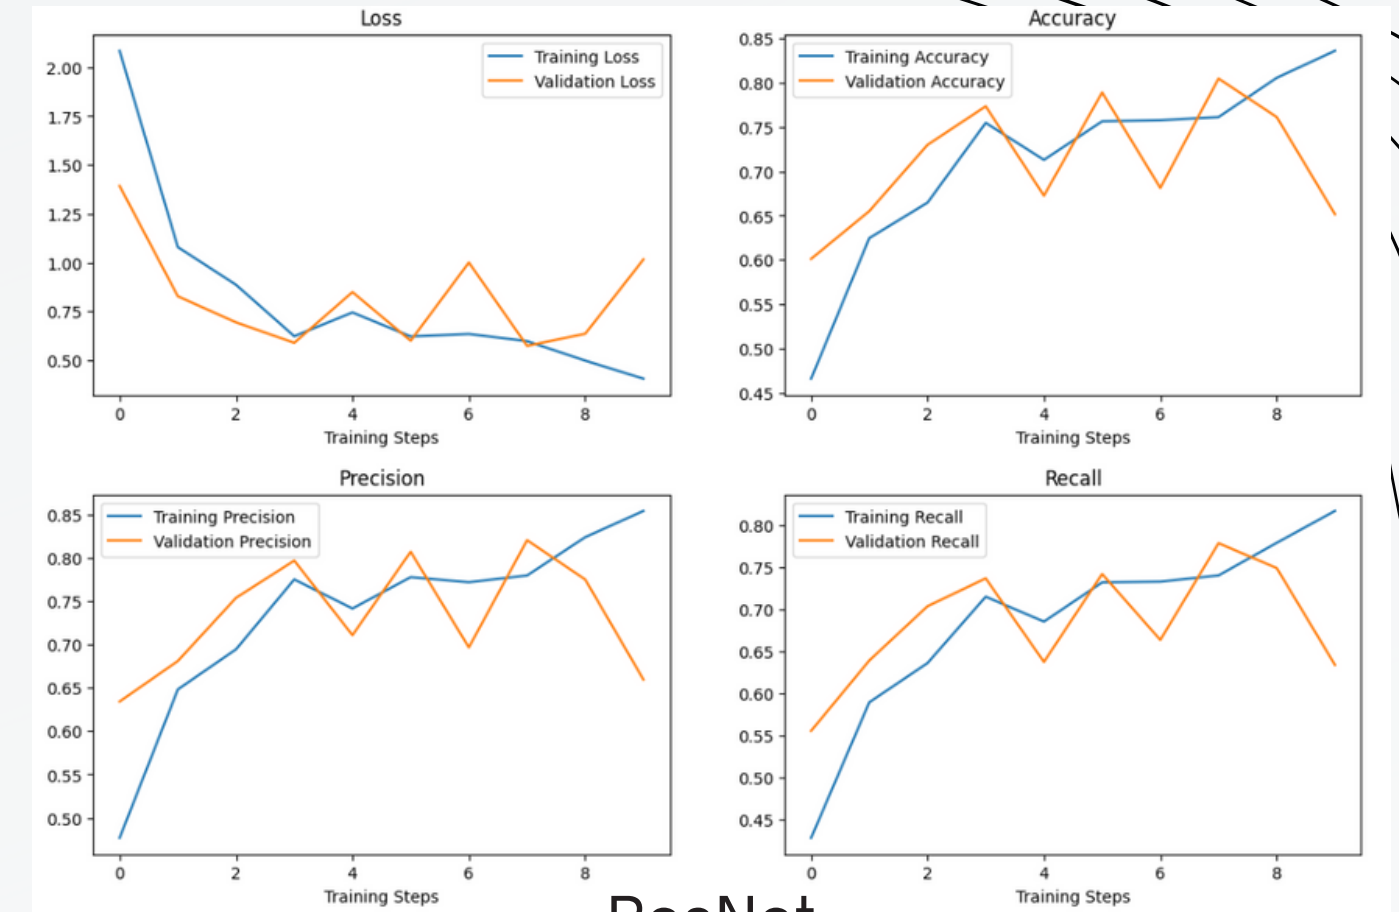 Loss
Training Loss
Validation Loss
2.00
1.75
1.50
1.25
1.00
0.75
0.50
0 2 4 6 8
Training Steps
Accuracy
Training Accuracy
Validation Accuracy
0.85
0.80
0.75
0.70
0.65
0.60
0.55
0.50
0.45
0 2 4 6 8
Training Steps
Precision
Training Precision
Validation Precision
0.85
0.80
0.75
0.70
0.65
0.60
0.55
0.50
0 2 4 6 8
Training Steps
Recall
Training Recall
Validation Recall
0.80
0.75
0.70
0.65
0.60
0.55
0.50
0.45
0 2 4 6 8
Training Steps
ResNet